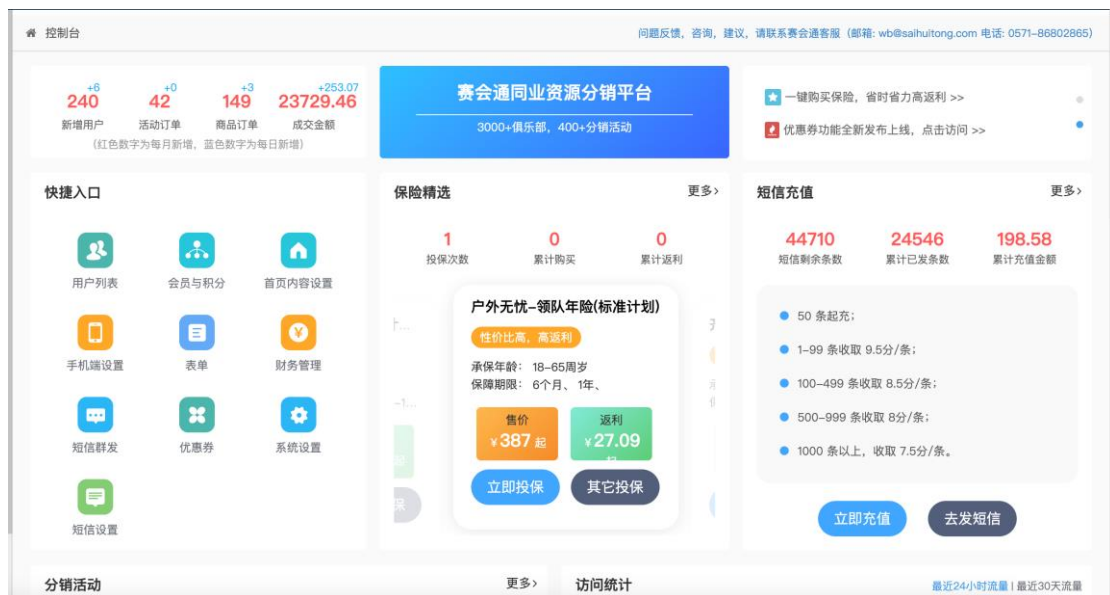 控制台
问题反馈，咨询，建议，请联系赛会通客服（邮箱: wb@saihuitong.com 电话: 0571-86802865）
+6 +0 +3 +253.07
240 42 149 23729.46
新增用户 活动订单 商品订单 成交金额
（红色数字为每月新增，蓝色数字为每日新增）
赛会通同业资源分销平台
3000+俱乐部，400+分销活动
一键购买保险，省时省力高返利 >>
优惠券功能全新发布上线，点击访问 >>
快捷入口
用户列表 会员与积分 首页内容设置
手机端设置 表单 财务管理
短信群发 优惠券 系统设置
短信设置
保险精选 更多>
1 0 0
投保次数 累计购买 累计返利
户外无忧-领队年险(标准计划)
性价比高，高返利
承保年龄： 18-65周岁
保障期限： 6个月、 1年、
售价 返利
¥387 起 ¥27.09
立即投保 其它投保
短信充值 更多>
44710 24546 198.58
短信剩余条数 累计已发条数 累计充值金额
50 条起充；
1-99 条收取 9.5分/条；
100-499 条收取 8.5分/条；
500-999 条收取 8分/条；
1000 条以上，收取 7.5分/条。
立即充值 去发短信
分销活动 更多>
访问统计 最近24小时流量 | 最近30天流量